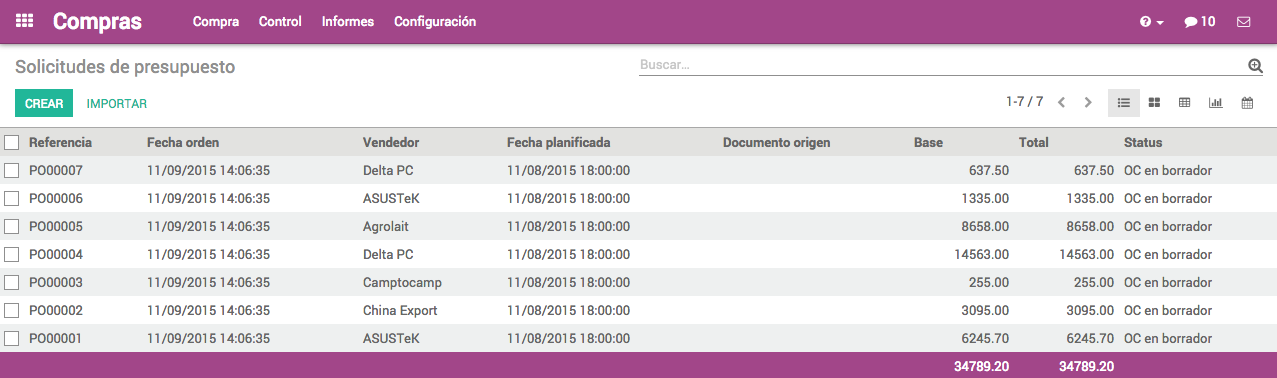 Compras Compra Control Informes Configuración 10
Solicitudes de presupuesto Buscar...
CREAR IMPORTAR 1-7 / 7
Referencia Fecha orden Vendedor Fecha planificada Documento origen Base Total Status
PO00007 11/09/2015 14:06:35 Delta PC 11/08/2015 18:00:00 637.50 637.50 OC en borrador
PO00006 11/09/2015 14:06:35 ASUSTeK 11/08/2015 18:00:00 1335.00 1335.00 OC en borrador
PO00005 11/09/2015 14:06:35 Agrolait 11/08/2015 18:00:00 8658.00 8658.00 OC en borrador
PO00004 11/09/2015 14:06:35 Delta PC 11/08/2015 18:00:00 14563.00 14563.00 OC en borrador
PO00003 11/09/2015 14:06:35 Camptocamp 11/08/2015 18:00:00 255.00 255.00 OC en borrador
PO00002 11/09/2015 14:06:35 China Export 11/08/2015 18:00:00 3095.00 3095.00 OC en borrador
PO00001 11/09/2015 14:06:35 ASUSTeK 11/08/2015 18:00:00 6245.70 6245.70 OC en borrador
34789.20 34789.20